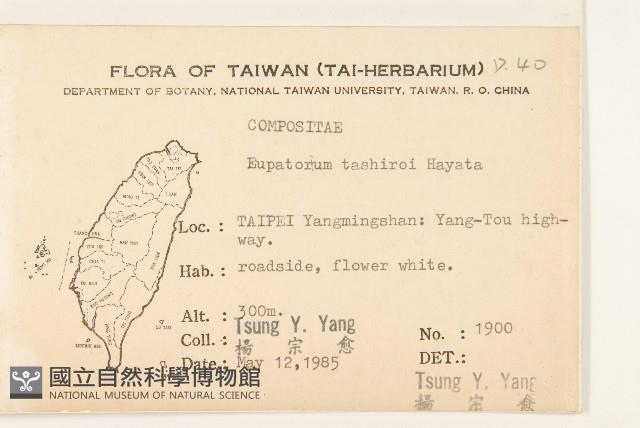 FLORA OF TAIWAN (TAI-HERBARIUM) D.40
DEPARTMENT OF BOTANY, NATIONAL TAIWAN UNIVERSITY, TAIWAN. R. O. CHINA
COMPOSITAE
Eupatorium tashiroi Hayata
Loc. : TAIPEI Yangmingshan: Yang-Tou high-
way.
Hab. : roadside, flower white.
Alt. : 300m.
Coll. : Tsung Y. Yang
楊 宗 愈
No. : 1900
Date : May 12,1985
DET.:
Tsung Y. Yang
楊 宗 愈
國立自然科學博物館
NATIONAL MUSEUM OF NATURAL SCIENCE